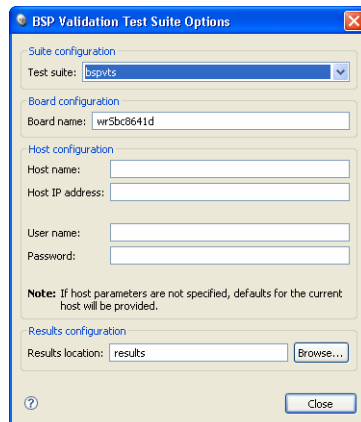 BSP Validation Test Suite Options
Suite configuration
Test suite: bspvts
Board configuration
Board name: wrSbc8641d
Host configuration
Host name:
Host IP address:
User name:
Password:
Note: If host parameters are not specified, defaults for the current
host will be provided.
Results configuration
Results location: results Browse...
? Close